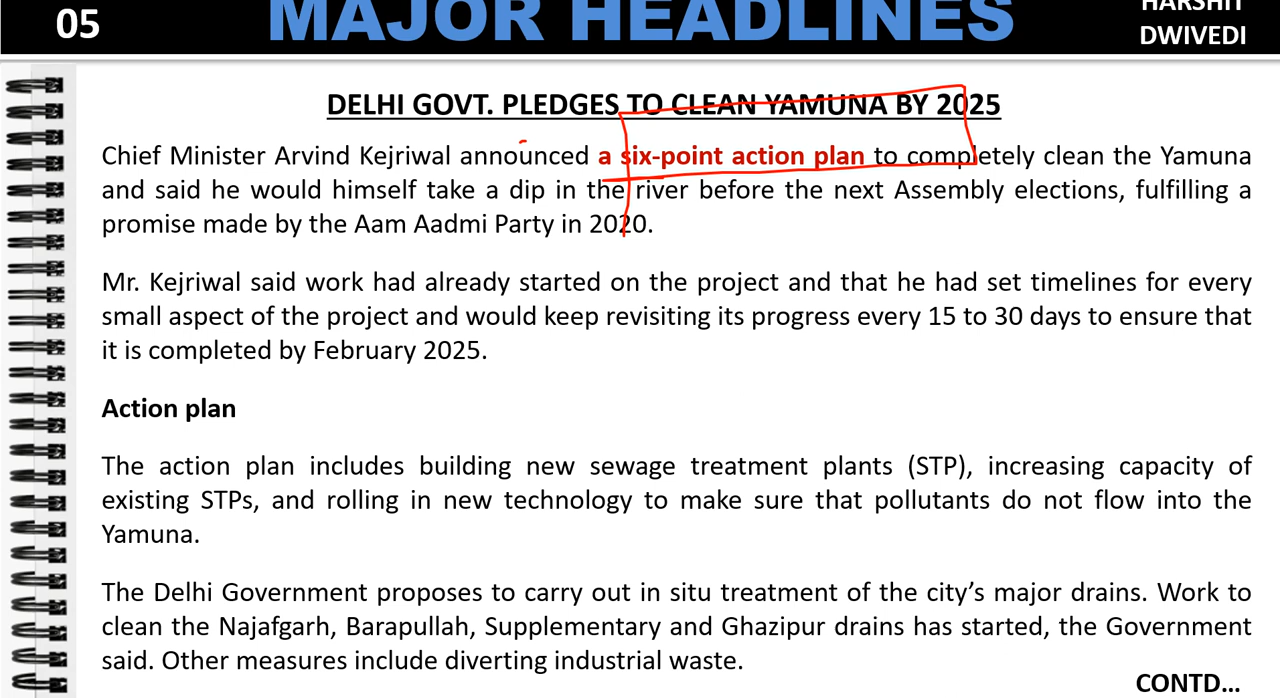 05
MAJOR HEADLINES
HARSHIT
DWIVEDI
DELHI GOVT. PLEDGES TO CLEAN YAMUNA BY 2025
Chief Minister Arvind Kejriwal announced a six-point action plan to completely clean the Yamuna
and said he would himself take a dip in the river before the next Assembly elections, fulfilling a
promise made by the Aam Aadmi Party in 2020.
Mr. Kejriwal said work had already started on the project and that he had set timelines for every
small aspect of the project and would keep revisiting its progress every 15 to 30 days to ensure that
it is completed by February 2025.
Action plan
The action plan includes building new sewage treatment plants (STP), increasing capacity of
existing STPs, and rolling in new technology to make sure that pollutants do not flow into the
Yamuna.
The Delhi Government proposes to carry out in situ treatment of the city’s major drains. Work to
clean the Najafgarh, Barapullah, Supplementary and Ghazipur drains has started, the Government
said. Other measures include diverting industrial waste.
CONTD...